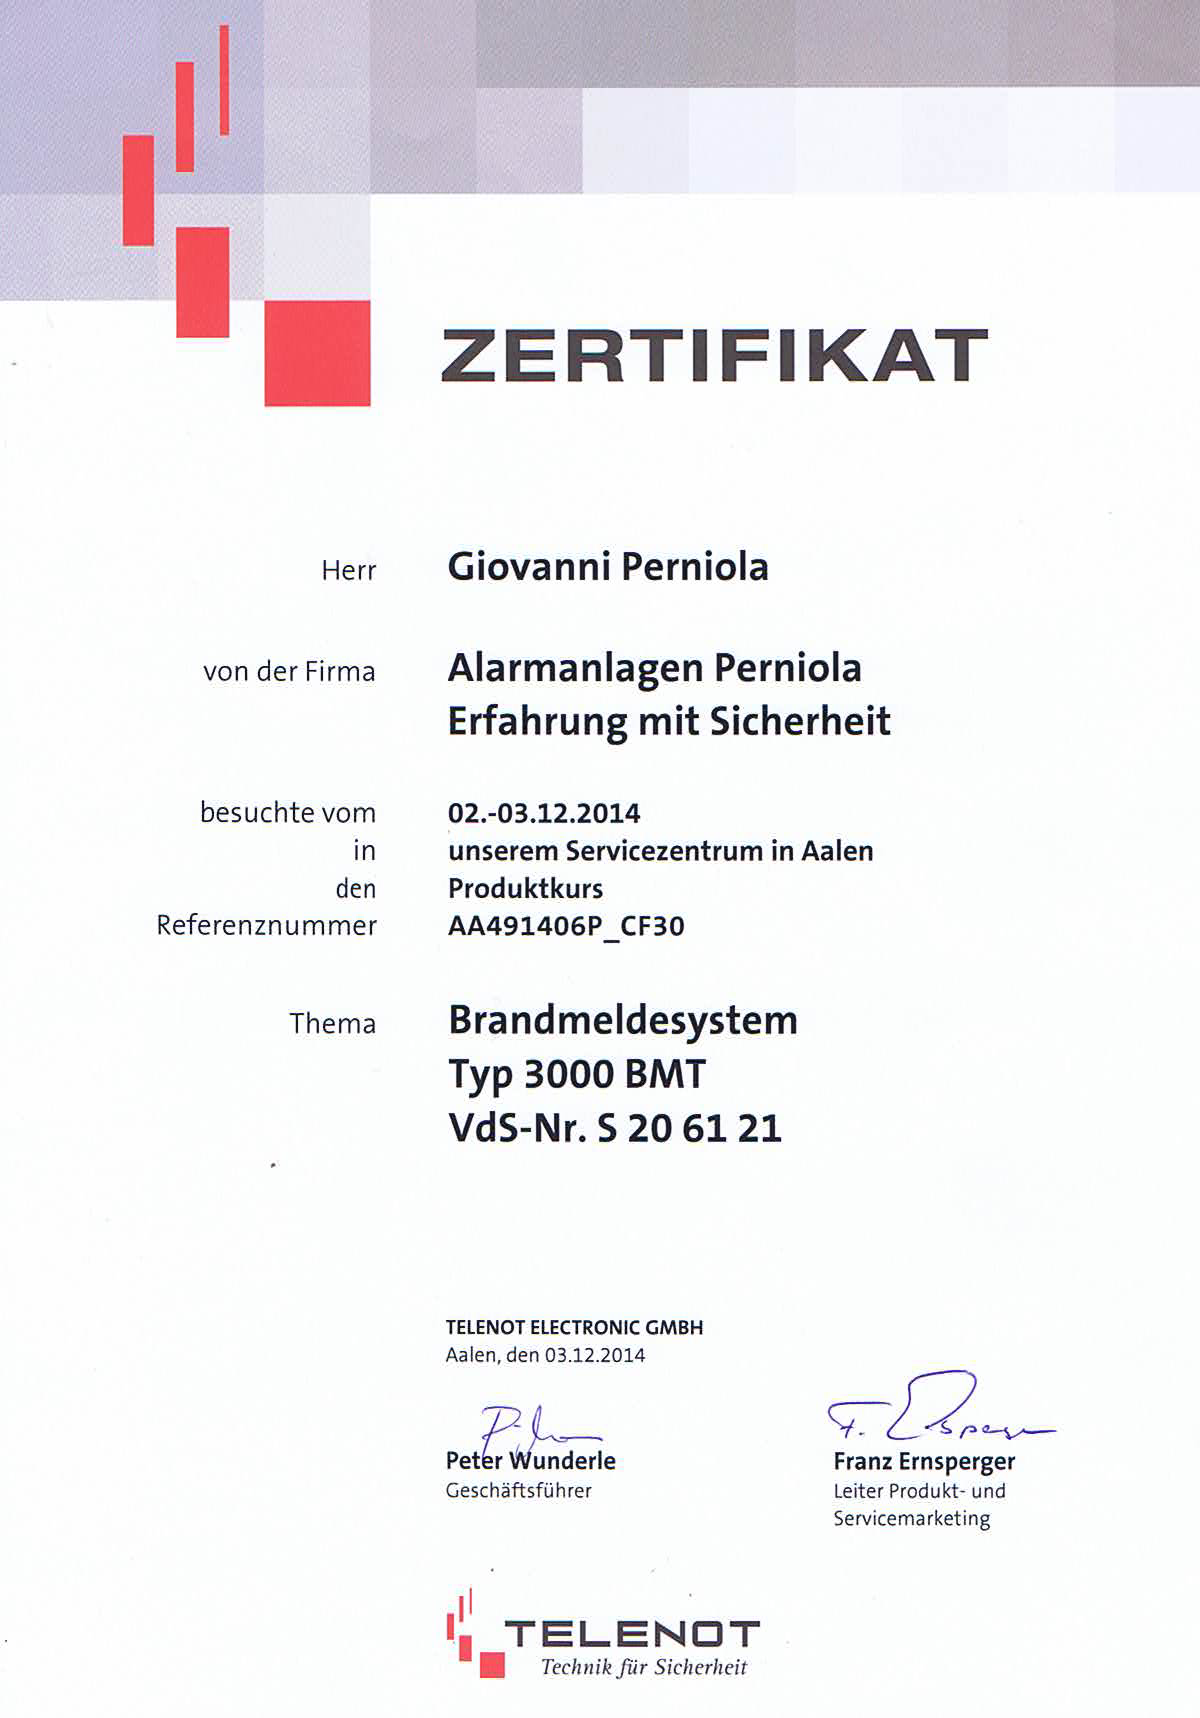 ZERTIFIKAT
Herr Giovanni Perniola
von der Firma Alarmanlagen Perniola
Erfahrung mit Sicherheit
besuchte vom 02.-03.12.2014
in unserem Servicezentrum in Aalen
den Produktkurs
Referenznummer AA491406P_CF30
Thema Brandmeldesystem
Typ 3000 BMT
VdS-Nr. S 20 61 21
TELENOT ELECTRONIC GMBH
Aalen, den 03.12.2014
F. Ernsperger
Peter Wunderle Franz Ernsperger
Geschäftsführer Leiter Produkt- und
Servicemarketing
TELENOT
Technik für Sicherheit